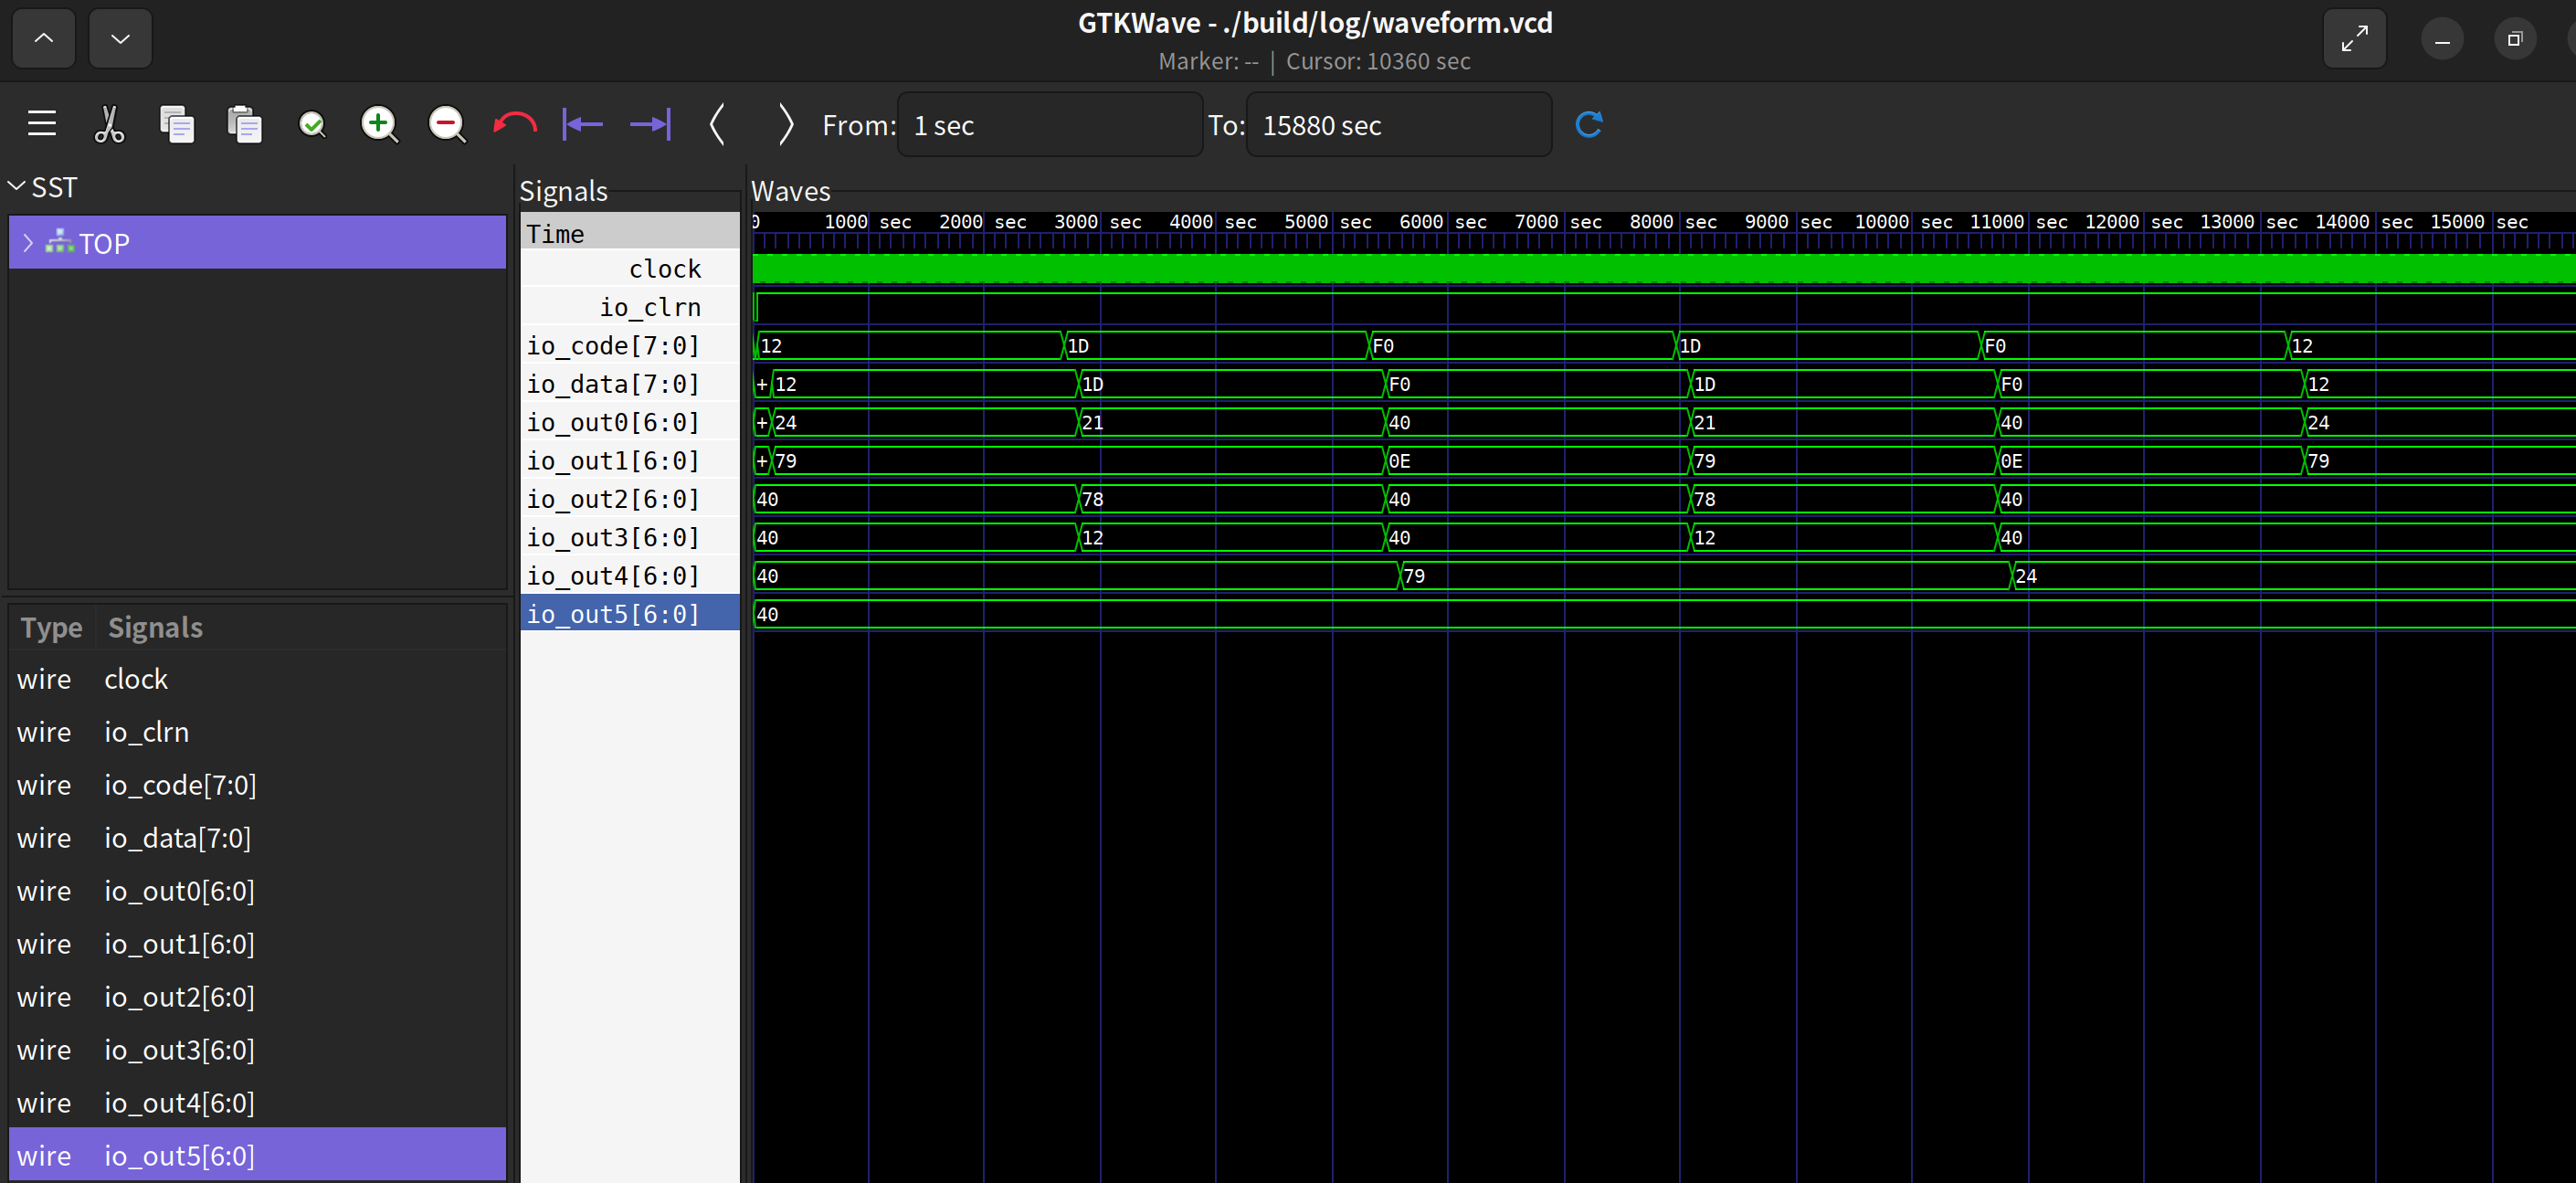 GTKWave - ./build/log/waveform.vcd
Marker: -- | Cursor: 10360 sec
From: 1 sec To: 15880 sec
SST
TOP
Type Signals
wire clock
wire io_clrn
wire io_code[7:0]
wire io_data[7:0]
wire io_out0[6:0]
wire io_out1[6:0]
wire io_out2[6:0]
wire io_out3[6:0]
wire io_out4[6:0]
wire io_out5[6:0]
Signals
Time
clock
io_clrn
io_code[7:0]
io_data[7:0]
io_out0[6:0]
io_out1[6:0]
io_out2[6:0]
io_out3[6:0]
io_out4[6:0]
io_out5[6:0]
Waves
0 1000 sec 2000 sec 3000 sec 4000 sec 5000 sec 6000 sec 7000 sec 8000 sec 9000 sec 10000 sec 11000 sec 12000 sec 13000 sec 14000 sec 15000 sec
12 1D F0 1D F0 12
+ 12 1D F0 1D F0 12
+ 24 21 40 21 40 24
+ 79 0E 79 0E 79
40 78 40 78 40
40 12 40 12 40
40 79 24
40